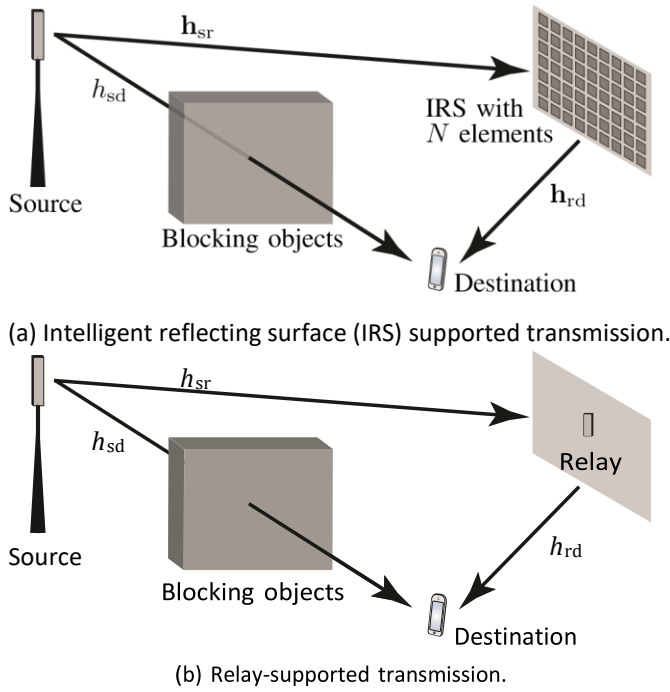 h_sr
h_sd
IRS with
N elements
h_rd
Source
Blocking objects
Destination
(a) Intelligent reflecting surface (IRS) supported transmission.
h_sr
h_sd
Relay
h_rd
Source
Blocking objects
Destination
(b) Relay-supported transmission.